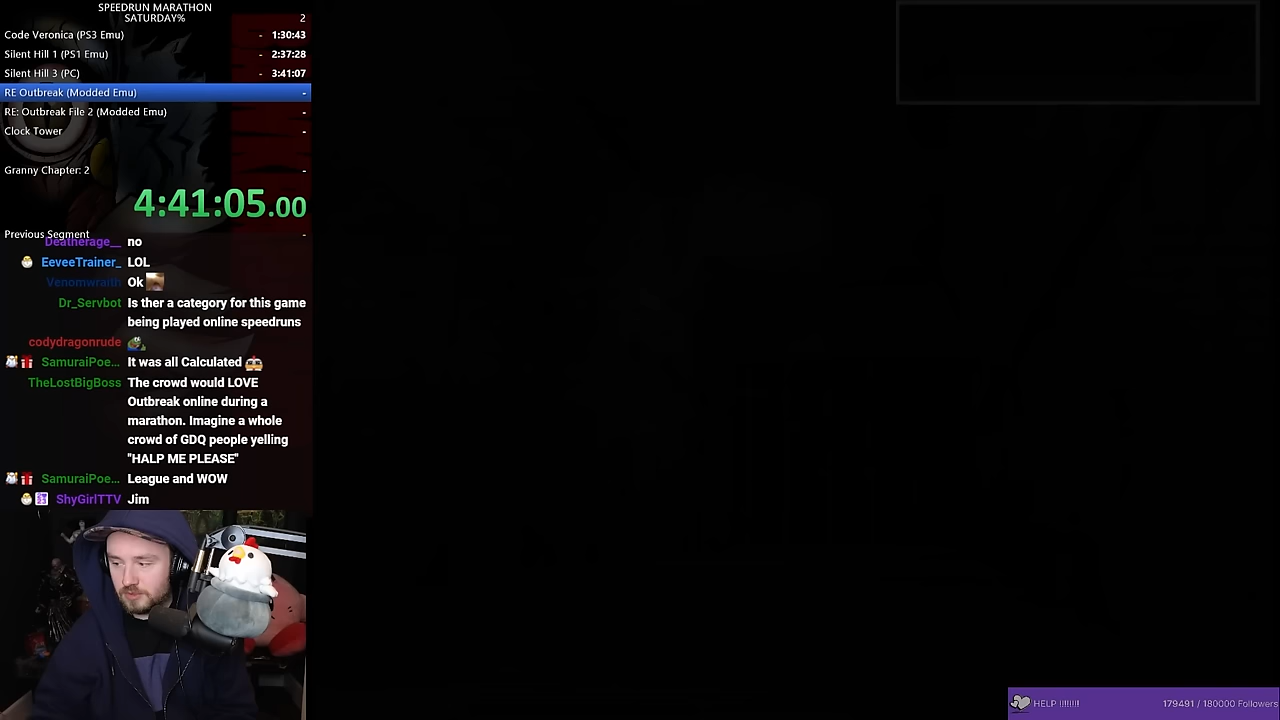 SPEEDRUN MARATHON
SATURDAY%
2
Code Veronica (PS3 Emu) - 1:30:43
Silent Hill 1 (PS1 Emu) - 2:37:28
Silent Hill 3 (PC) - 3:41:07
RE Outbreak (Modded Emu) -
RE: Outbreak File 2 (Modded Emu) -
Clock Tower -
Granny Chapter: 2 -
4:41:05.00
Previous Segment -
Deatherage__ no
EeveeTrainer_ LOL
Venomwraith Ok
Dr_Servbot Is ther a category for this game
being played online speedruns
codydragonrude
SamuraiPoe... It was all Calculated
TheLostBigBoss The crowd would LOVE
Outbreak online during a
marathon. Imagine a whole
crowd of GDQ people yelling
"HALP ME PLEASE"
SamuraiPoe... League and WOW
ShyGirlTTV Jim
HELP !!!!!!! 179491 / 180000 Followers